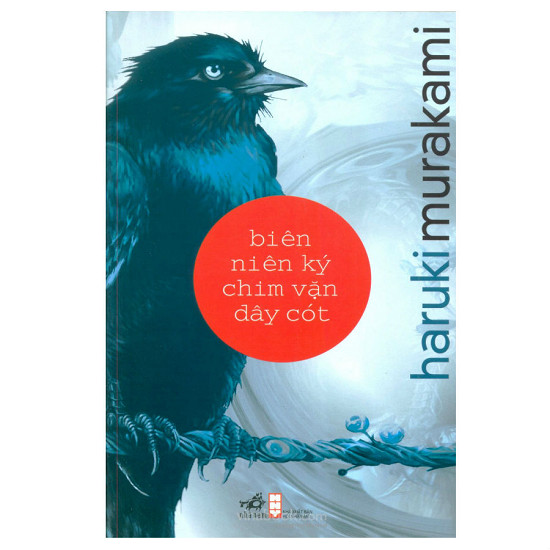 biên
niên ký
chim vặn
dây cót
haruki murakami